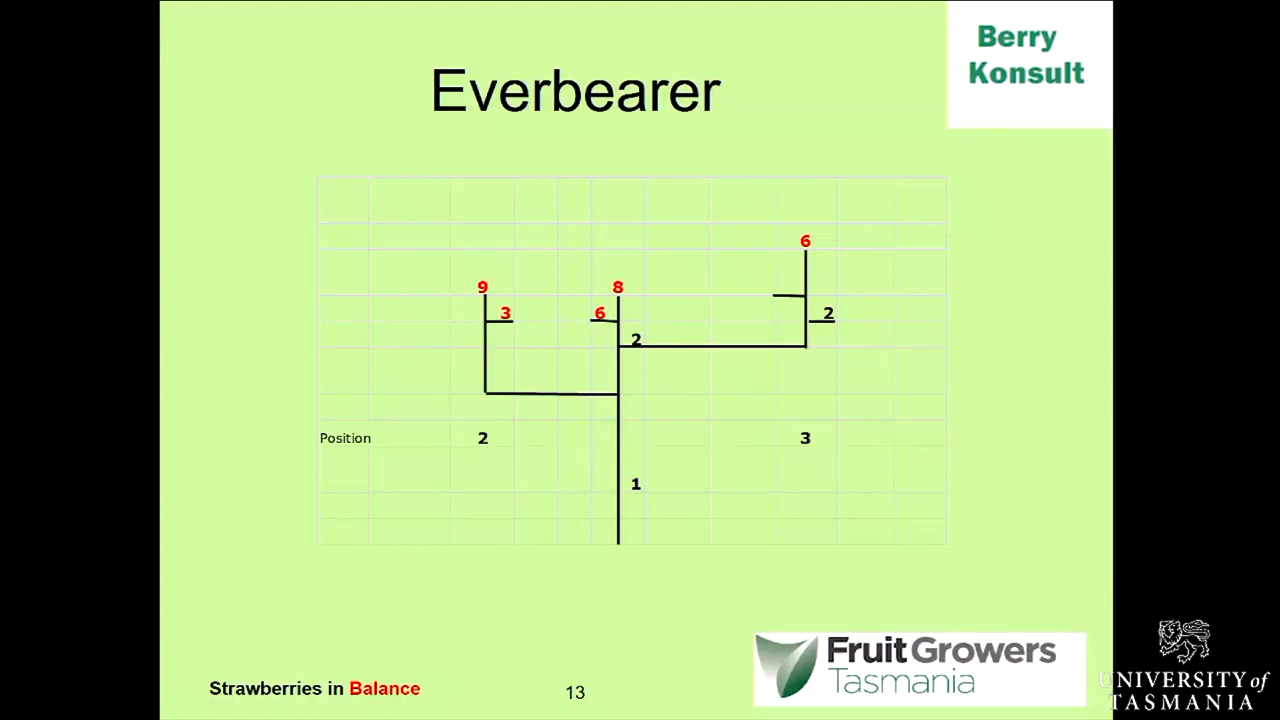 Berry
Konsult
Everbearer
6
9
8
3
6
2
2
Position
2
3
1
Strawberries in Balance
13
FruitGrowers
Tasmania
UNIVERSITY of
TASMANIA